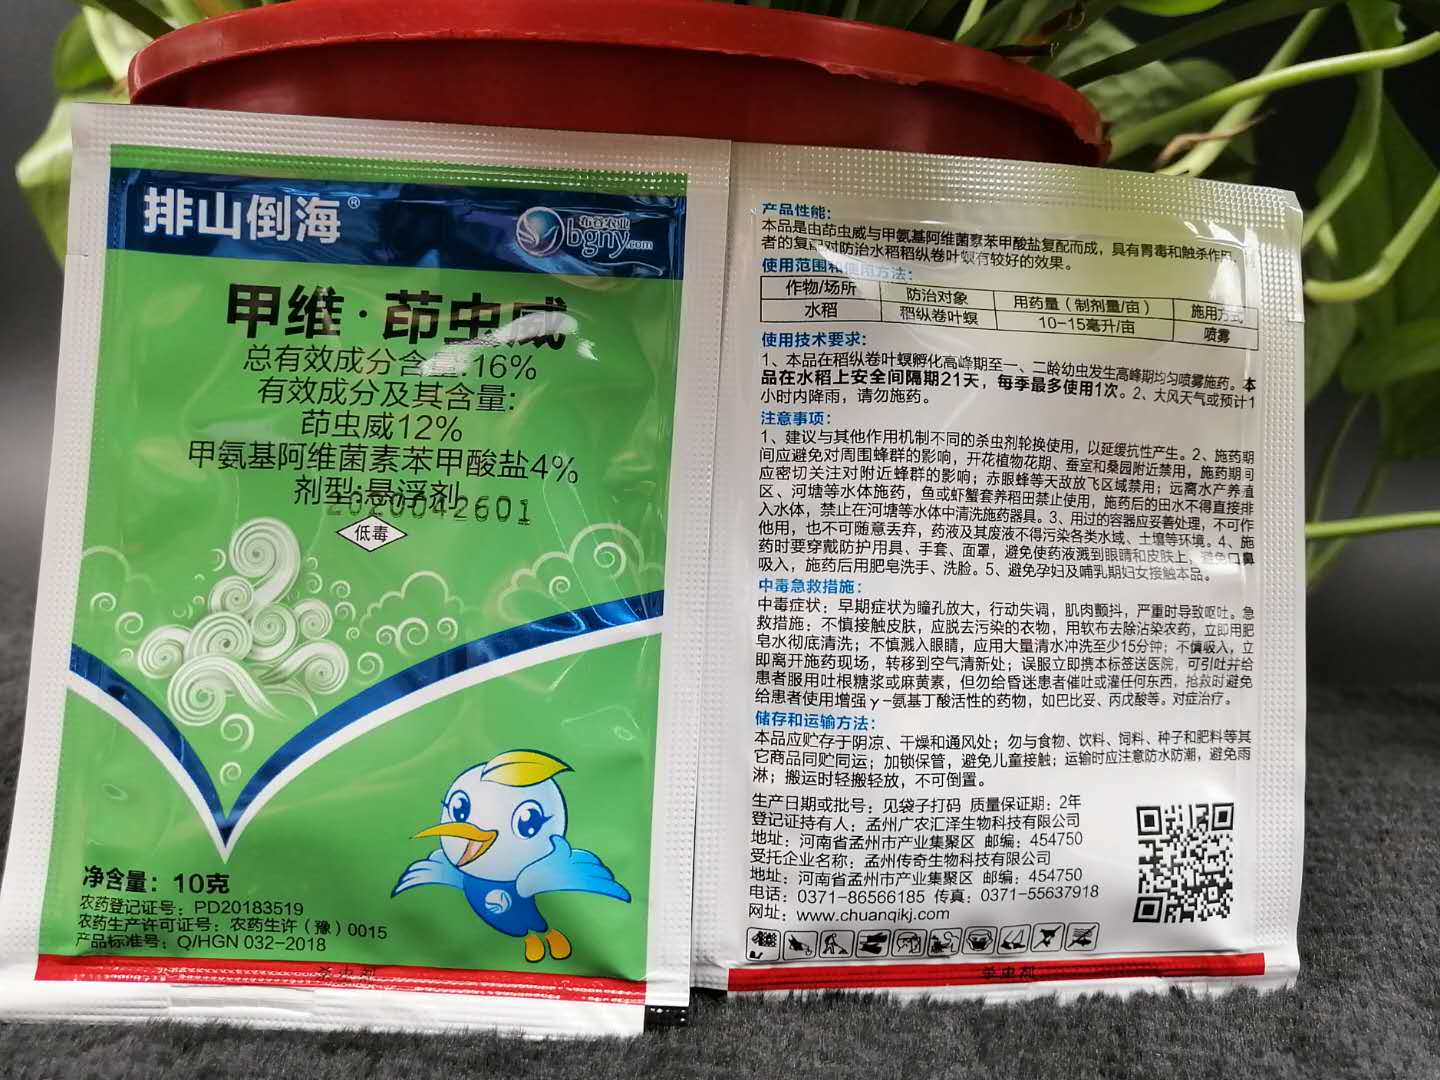 排山倒海®
布谷农业
bgny.com
甲维·茚虫威
总有效成分含量:16%
有效成分及其含量:
茚虫威12%
甲氨基阿维菌素苯甲酸盐4%
剂型:悬浮剂
2020042601
低毒
净含量：10克
农药登记证号：PD20183519
农药生产许可证号：农药生许（豫）0015
产品标准号：Q/HGN 032-2018
杀虫剂
产品性能：
本品是由茚虫威与甲氨基阿维菌素苯甲酸盐复配而成，具有胃毒和触杀作用。
者的复配对防治水稻稻纵卷叶螟有较好的效果。
使用范围和使用方法：
作物/场所 防治对象 用药量（制剂量/亩） 施用方式
水稻 稻纵卷叶螟 10-15毫升/亩 喷雾
使用技术要求：
1、本品在稻纵卷叶螟孵化高峰期至一、二龄幼虫发生高峰期均匀喷雾施药。本
品在水稻上安全间隔期21天，每季最多使用1次。2、大风天气或预计1
小时内降雨，请勿施药。
注意事项：
1、建议与其他作用机制不同的杀虫剂轮换使用，以延缓抗性产生。2、施药期
间应避免对周围蜂群的影响，开花植物花期、蚕室和桑园附近禁用，施药期间
应密切关注对附近蜂群的影响；赤眼蜂等天敌放飞区域禁用；远离水产养殖
区、河塘等水体施药，鱼或虾蟹套养稻田禁止使用，施药后的田水不得直接排
入水体，禁止在河塘等水体中清洗施药器具。3、用过的容器应妥善处理，不可作
他用，也不可随意丢弃，药液及其废液不得污染各类水域、土壤等环境。4、施
药时要穿戴防护用具、手套、面罩，避免使药液溅到眼睛和皮肤上，避免口鼻
吸入，施药后用肥皂洗手、洗脸。5、避免孕妇及哺乳期妇女接触本品。
中毒急救措施：
中毒症状：早期症状为瞳孔放大，行动失调，肌肉颤抖，严重时导致呕吐。急
救措施：不慎接触皮肤，应脱去污染的衣物，用软布去除沾染农药，立即用肥
皂水彻底清洗；不慎溅入眼睛，应用大量清水冲洗至少15分钟；不慎吸入，立
即离开施药现场，转移到空气清新处；误服立即携本标签送医院，可引吐并给
患者服用吐根糖浆或麻黄素，但勿给昏迷患者催吐或灌任何东西，抢救时避免
给患者使用增强γ-氨基丁酸活性的药物，如巴比妥、丙戊酸等。对症治疗。
储存和运输方法：
本品应贮存于阴凉、干燥和通风处；勿与食物、饮料、饲料、种子和肥料等其
它商品同贮同运；加锁保管，避免儿童接触；运输时应注意防水防潮，避免雨
淋；搬运时轻搬轻放，不可倒置。
生产日期或批号：见袋子打码 质量保证期：2年
登记证持有人：孟州广农汇泽生物科技有限公司
地址：河南省孟州市产业集聚区 邮编：454750
受托企业名称：孟州传奇生物科技有限公司
地址：河南省孟州市产业集聚区 邮编：454750
电话：0371-86566185 传真：0371-55637918
网址：www.chuanqikj.com
杀虫剂